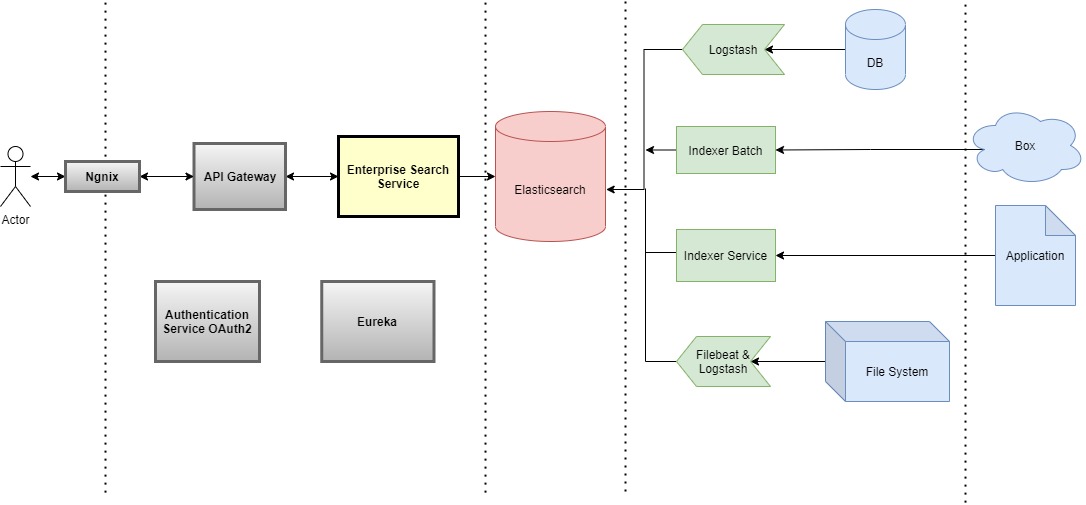 Actor
Ngnix
API Gateway
Enterprise Search
Service
Authentication
Service OAuth2
Eureka
Elasticsearch
Logstash
DB
Indexer Batch
Box
Indexer Service
Application
Filebeat &
Logstash
File System